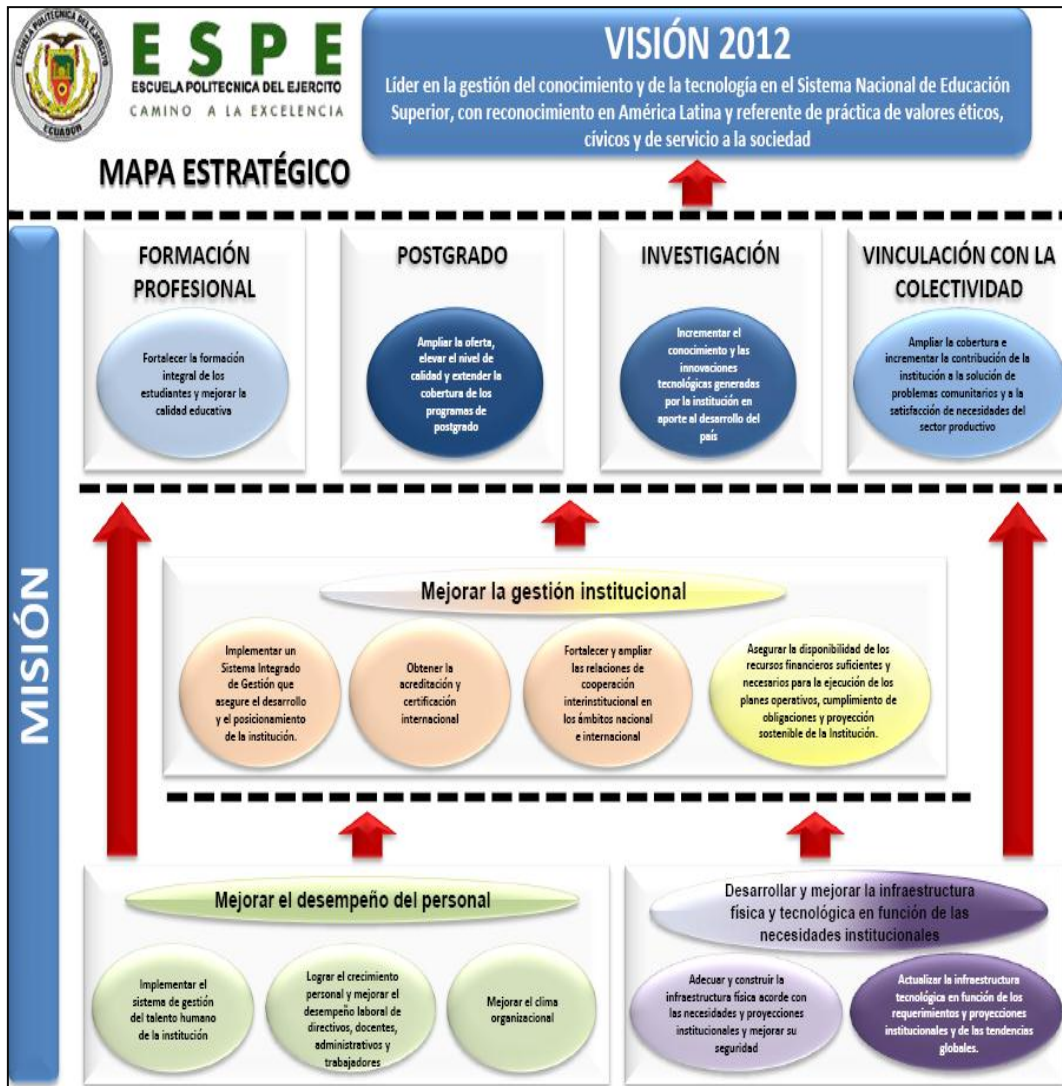 ESCUELA POLITECNICA DEL EJERCITO
ECUADOR
ESPE
ESCUELA POLITECNICA DEL EJERCITO
CAMINO A LA EXCELENCIA
VISIÓN 2012
Líder en la gestión del conocimiento y de la tecnología en el Sistema Nacional de Educación
Superior, con reconocimiento en América Latina y referente de práctica de valores éticos,
cívicos y de servicio a la sociedad
MAPA ESTRATÉGICO
MISIÓN
FORMACIÓN
PROFESIONAL
Fortalecer la formación
integral de los
estudiantes y mejorar la
calidad educativa
POSTGRADO
Ampliar la oferta,
elevar el nivel de
calidad y extender la
cobertura de los
programas de
postgrado
INVESTIGACIÓN
Incrementar el
conocimiento y las
innovaciones
tecnológicas generadas
por la institución en
aporte al desarrollo del
país
VINCULACIÓN CON LA
COLECTIVIDAD
Ampliar la cobertura e
incrementar la contribución de la
institución a la solución de
problemas comunitarios y a la
satisfacción de necesidades del
sector productivo
Mejorar la gestión institucional
Implementar un
Sistema Integrado
de Gestión que
asegure el desarrollo
y el posicionamiento
de la institución.
Obtener la
acreditación y
certificación
internacional
Fortalecer y ampliar
las relaciones de
cooperación
interinstitucional en
los ámbitos nacional
e internacional
Asegurar la disponibilidad de los
recursos financieros suficientes y
necesarios para la ejecución de los
planes operativos, cumplimiento de
obligaciones y proyección
sostenible de la Institución.
Mejorar el desempeño del personal
Implementar el
sistema de gestión
del talento humano
de la institución
Lograr el crecimiento
personal y mejorar el
desempeño laboral de
directivos, docentes,
administrativos y
trabajadores
Mejorar el clima
organizacional
Desarrollar y mejorar la infraestructura
física y tecnológica en función de las
necesidades institucionales
Adecuar y construir la
infraestructura física acorde con
las necesidades y proyecciones
institucionales y mejorar su
seguridad
Actualizar la infraestructura
tecnológica en función de los
requerimientos y proyecciones
institucionales y de las tendencias
globales.